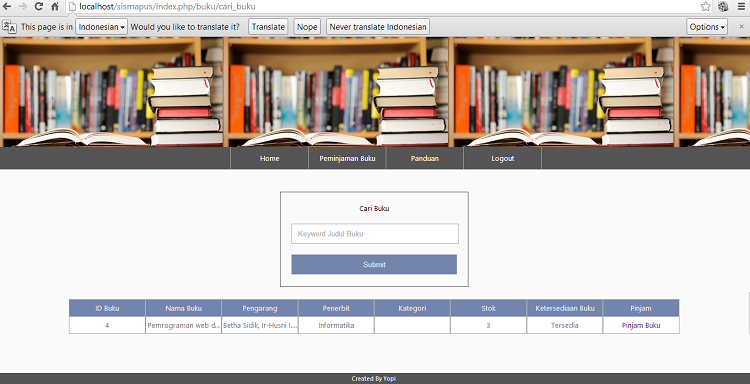 localhost/sismapus/index.php/buku/cari_buku
This page is in Indonesian Would you like to translate it? Translate Nope Never translate Indonesian Options
Home Peminjaman Buku Panduan Logout
Cari Buku
Keyword Judul Buku
Submit
ID Buku Nama Buku Pengarang Penerbit Kategori Stok Ketersediaan Buku Pinjam
4 Pemrograman web d... Betha Sidik, Ir-Husni I.... Informatika 3 Tersedia Pinjam Buku
Created By Yopi